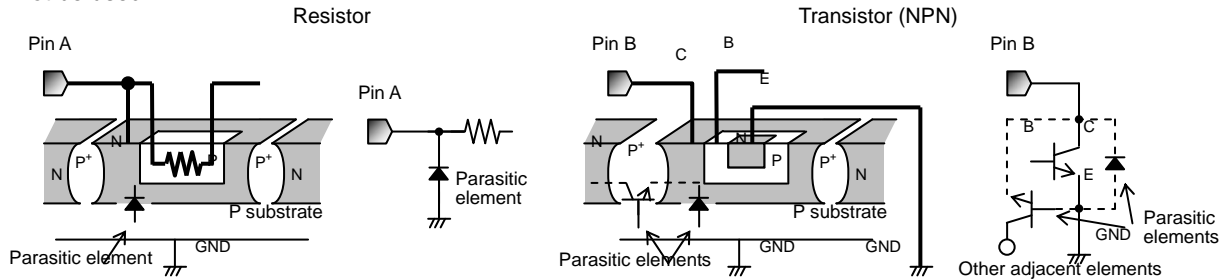 Resistor
Transistor (NPN)
Pin A
Pin B
C
B
E
Pin B
Pin A
N
P
N
P+
P+
N
Parasitic element
P substrate
GND
Parasitic element
N
P
N
P+
P+
N
P substrate
GND
GND
Parasitic elements
B
C
E
GND
Parasitic elements
Other adjacent elements